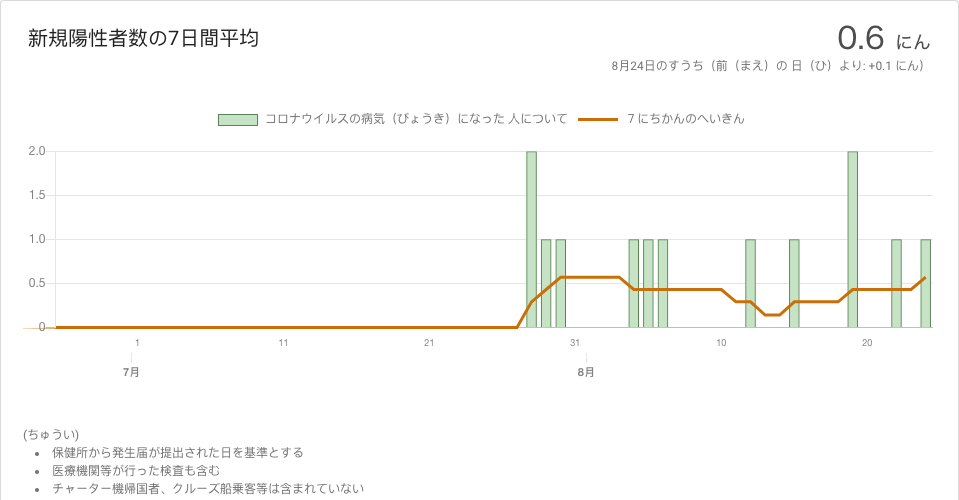 新規陽性者数の7日間平均
0.6 にん
8月24日のすうち（前（まえ）の 日（ひ）より: +0.1 にん）
コロナウイルスの病気（びょうき）になった 人について
7 にちかんのへいきん
2.0
1.5
1.0
0.5
0
1 11 21 31 10 20
7月 8月
(ちゅうい)
• 保健所から発生届が提出された日を基準とする
• 医療機関等が行った検査も含む
• チャーター機帰国者、クルーズ船乗客等は含まれていない